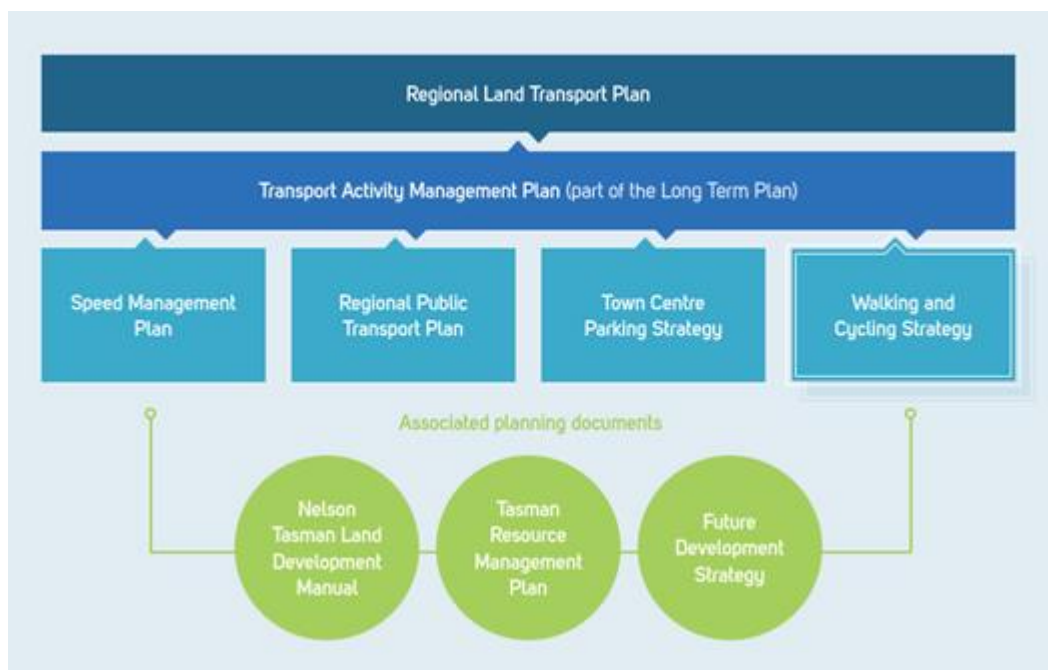 Regional Land Transport Plan
Transport Activity Management Plan (part of the Long Term Plan)
Speed Management
Plan
Regional Public
Transport Plan
Town Centre
Parking Strategy
Walking and
Cycling Strategy
Associated planning documents
Nelson
Tasman Land
Development
Manual
Tasman
Resource
Management
Plan
Future
Development
Strategy